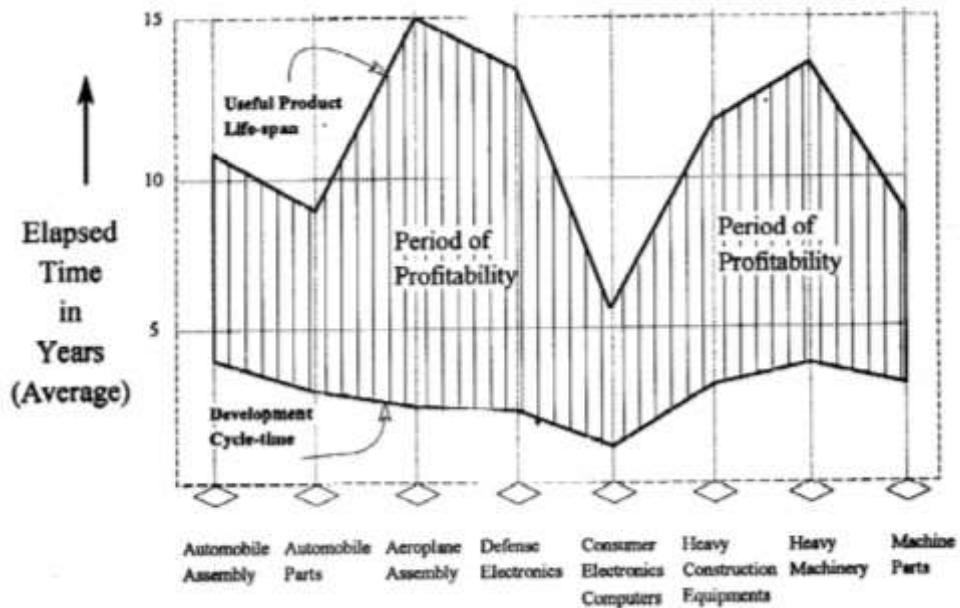 15
Useful Product
Life-span
10
Elapsed
Time
in
Years
(Average)
Period of
Profitability
Period of
Profitability
5
Development
Cycle-time
Automobile
Assembly
Automobile
Parts
Aeroplane
Assembly
Defense
Electronics
Consumer
Electronics
Computers
Heavy
Construction
Equipments
Heavy
Machinery
Machine
Parts